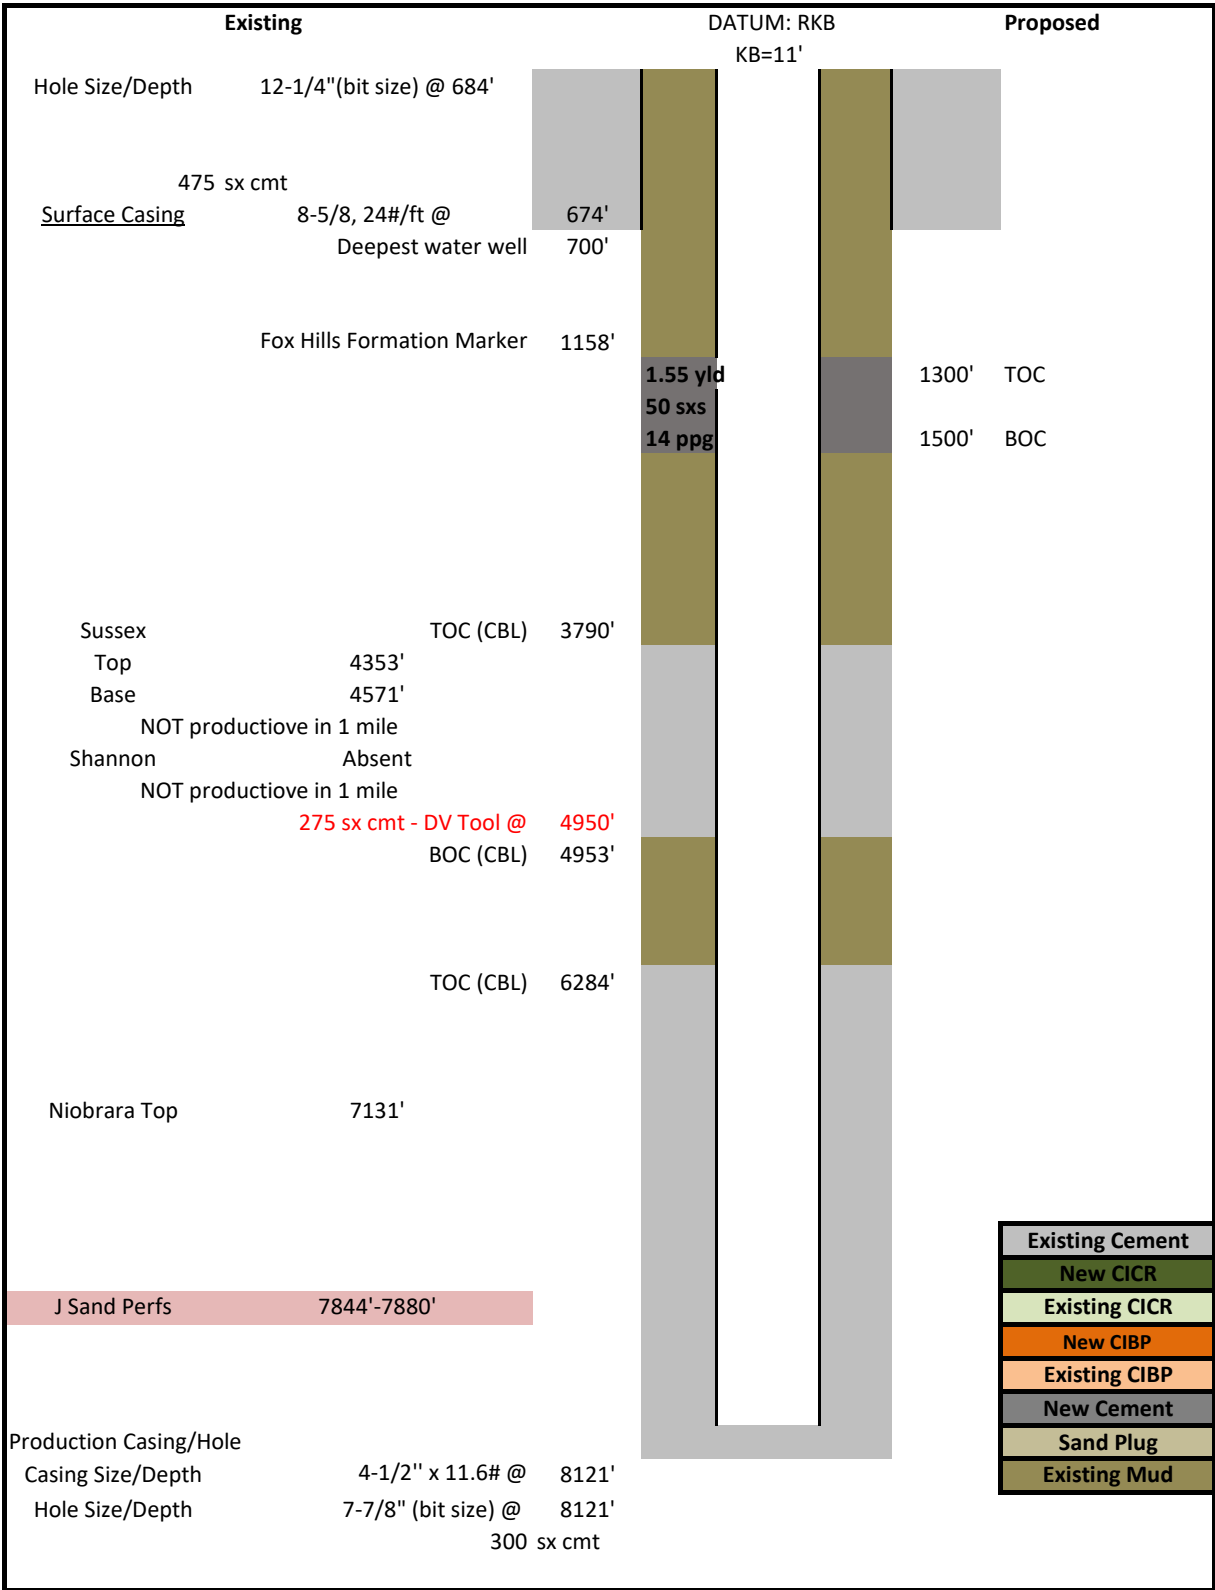 Existing DATUM: RKB Proposed
KB=11'
Hole Size/Depth 12-1/4"(bit size) @ 684'
475 sx cmt
Surface Casing 8-5/8, 24#/ft @ 674'
Deepest water well 700'
Fox Hills Formation Marker 1158'
1.55 yld 1300' TOC
50 sxs
14 ppg 1500' BOC
Sussex TOC (CBL) 3790'
Top 4353'
Base 4571'
NOT productiove in 1 mile
Shannon Absent
NOT productiove in 1 mile
275 sx cmt - DV Tool @ 4950'
BOC (CBL) 4953'
TOC (CBL) 6284'
Niobrara Top 7131'
Existing Cement
New CICR
J Sand Perfs 7844'-7880' Existing CICR
New CIBP
Existing CIBP
New Cement
Production Casing/Hole Sand Plug
Casing Size/Depth 4-1/2'' x 11.6# @ 8121' Existing Mud
Hole Size/Depth 7-7/8" (bit size) @ 8121'
300 sx cmt